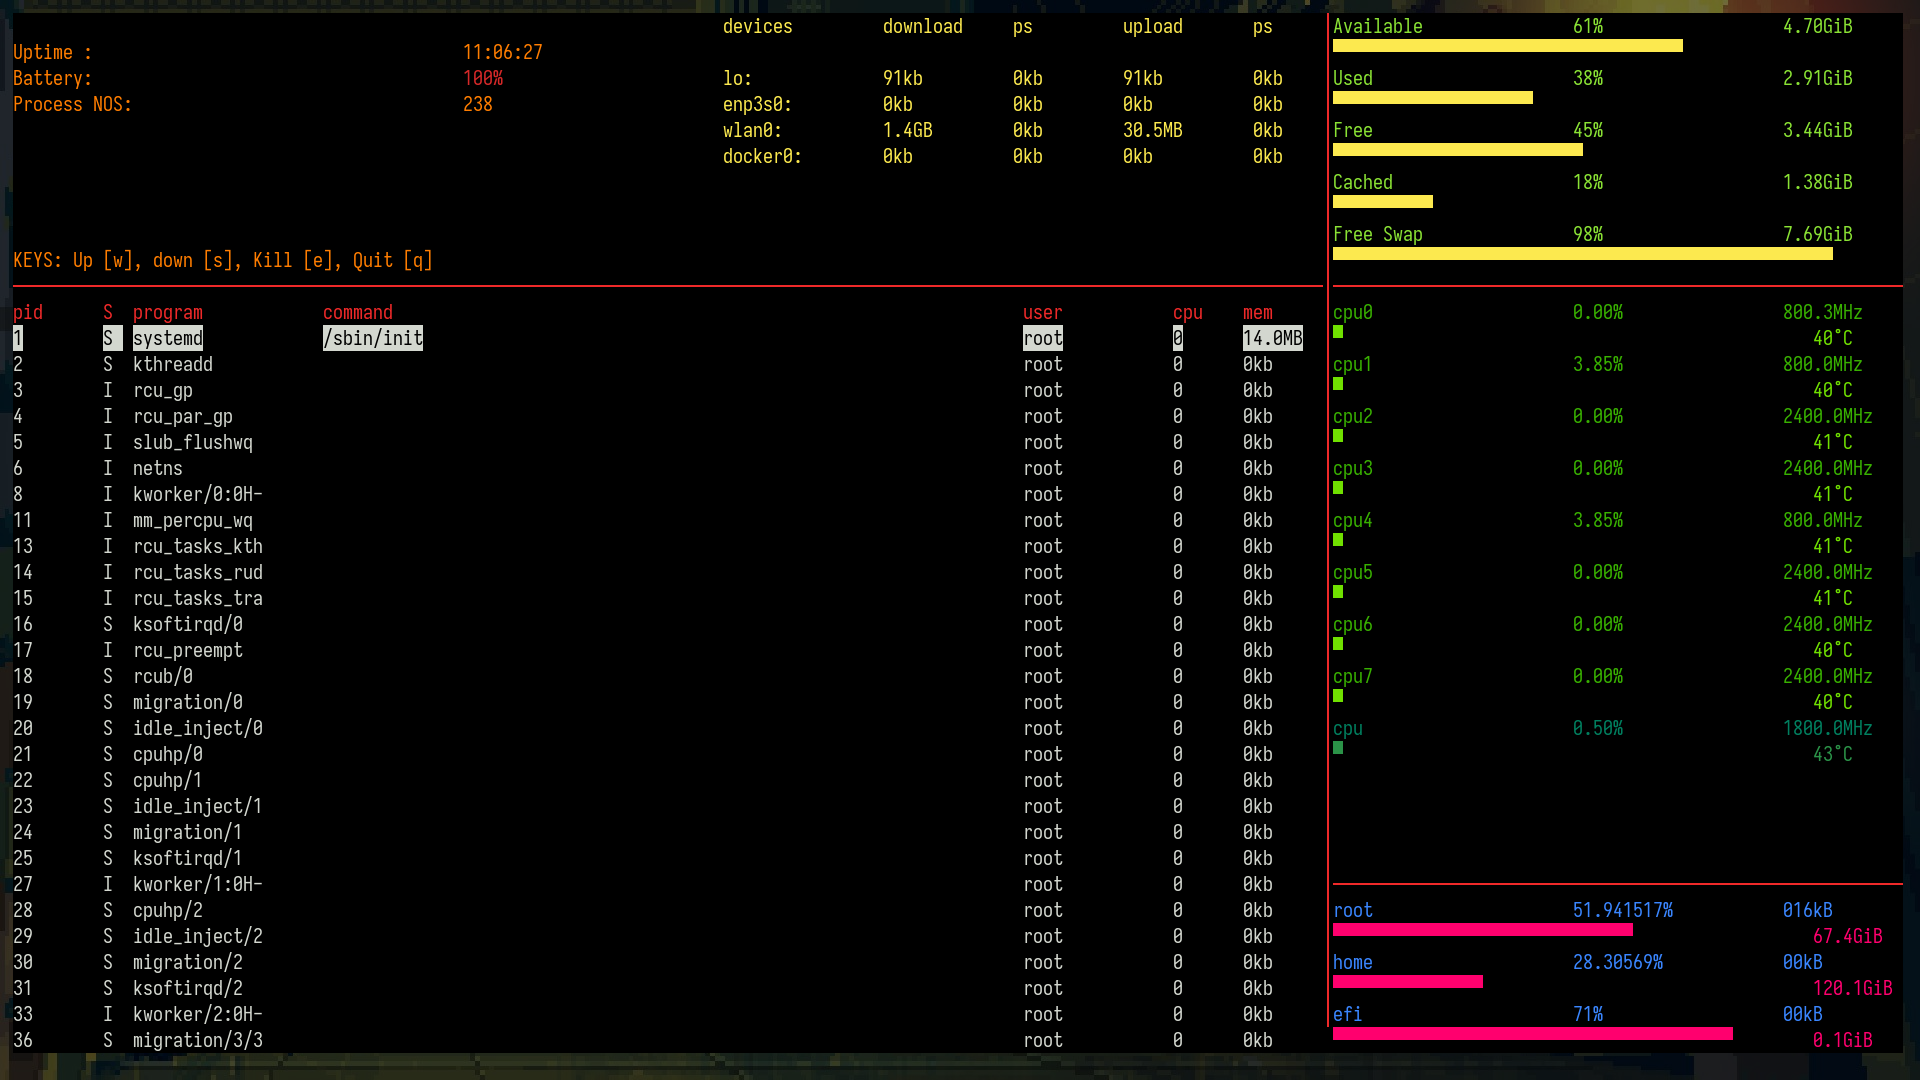 devices download ps upload ps
Uptime : 11:06:27
Battery: 100% lo: 91kb 0kb 91kb 0kb
Process NOS: 238 enp3s0: 0kb 0kb 0kb 0kb
wlan0: 1.4GB 0kb 30.5MB 0kb
docker0: 0kb 0kb 0kb 0kb
KEYS: Up [w], down [s], Kill [e], Quit [q]
Available 61% 4.70GiB
Used 38% 2.91GiB
Free 45% 3.44GiB
Cached 18% 1.38GiB
Free Swap 98% 7.69GiB
pid S program command user cpu mem
1 S systemd /sbin/init root 0 14.0MB
2 S kthreadd root 0 0kb
3 I rcu_gp root 0 0kb
4 I rcu_par_gp root 0 0kb
5 I slub_flushwq root 0 0kb
6 I netns root 0 0kb
8 I kworker/0:0H- root 0 0kb
11 I mm_percpu_wq root 0 0kb
13 I rcu_tasks_kth root 0 0kb
14 I rcu_tasks_rud root 0 0kb
15 I rcu_tasks_tra root 0 0kb
16 S ksoftirqd/0 root 0 0kb
17 I rcu_preempt root 0 0kb
18 S rcub/0 root 0 0kb
19 S migration/0 root 0 0kb
20 S idle_inject/0 root 0 0kb
21 S cpuhp/0 root 0 0kb
22 S cpuhp/1 root 0 0kb
23 S idle_inject/1 root 0 0kb
24 S migration/1 root 0 0kb
25 S ksoftirqd/1 root 0 0kb
27 I kworker/1:0H- root 0 0kb
28 S cpuhp/2 root 0 0kb
29 S idle_inject/2 root 0 0kb
30 S migration/2 root 0 0kb
31 S ksoftirqd/2 root 0 0kb
33 I kworker/2:0H- root 0 0kb
36 S migration/3/3 root 0 0kb
cpu0 0.00% 800.3MHz
40°C
cpu1 3.85% 800.0MHz
40°C
cpu2 0.00% 2400.0MHz
41°C
cpu3 0.00% 2400.0MHz
41°C
cpu4 3.85% 800.0MHz
41°C
cpu5 0.00% 2400.0MHz
41°C
cpu6 0.00% 2400.0MHz
40°C
cpu7 0.00% 2400.0MHz
40°C
cpu 0.50% 1800.0MHz
43°C
root 51.941517% 016kB
67.4GiB
home 28.30569% 00kB
120.1GiB
efi 71% 00kB
0.1GiB